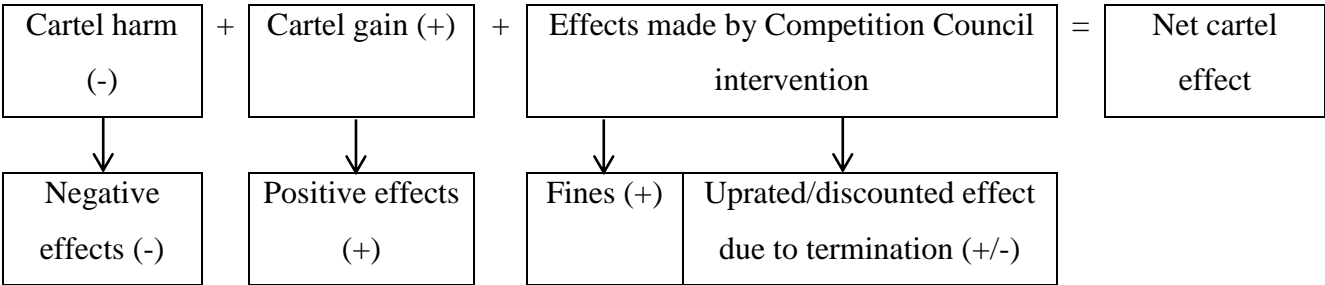 Cartel harm + Cartel gain (+) + Effects made by Competition Council = Net cartel
(-) intervention effect
Negative Positive effects Fines (+) Uprated/discounted effect
effects (-) (+) due to termination (+/-)